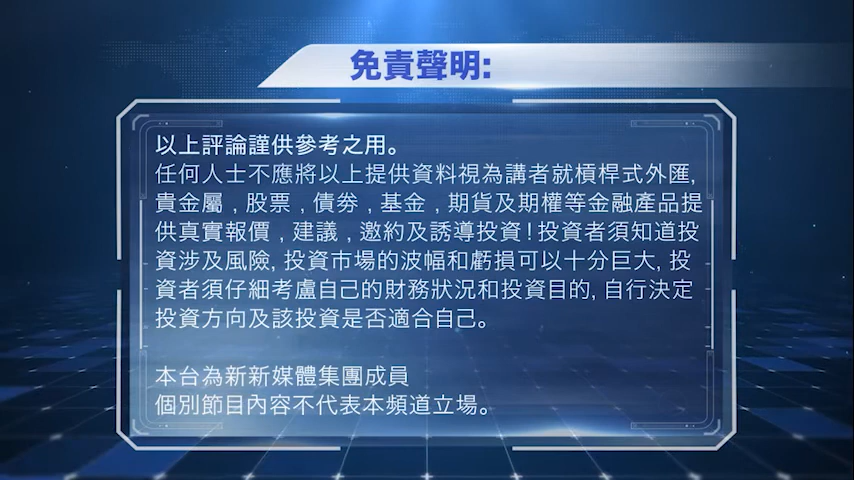 免責聲明:
以上評論謹供參考之用。
任何人士不應將以上提供資料視為講者就槓桿式外匯,
貴金屬，股票，債券，基金，期貨及期權等金融產品提
供真實報價，建議，邀約及誘導投資!投資者須知道投
資涉及風險, 投資市場的波幅和虧損可以十分巨大, 投
資者須仔細考慮自己的財務狀況和投資目的, 自行決定
投資方向及該投資是否適合自己。
本台為新新媒體集團成員
個別節目內容不代表本頻道立場。